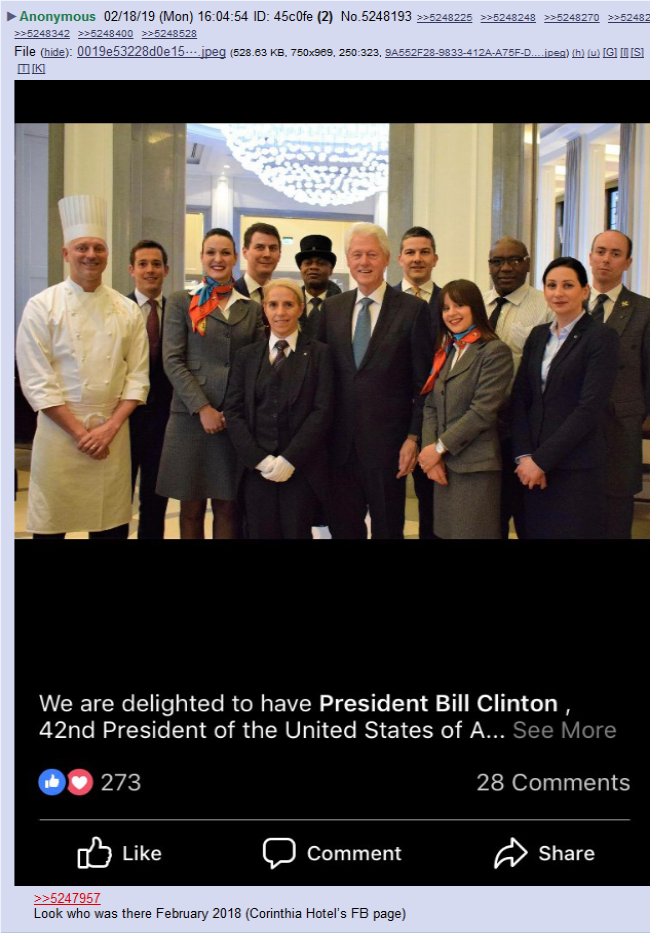 ▶ Anonymous 02/18/19 (Mon) 16:04:54 ID: 45c0fe (2) No.5248193 >>5248225 >>5248248 >>5248270 >>52482
>>5248342 >>5248400 >>5248528
File (hide): 0019e53228d0e15⋯.jpeg (528.63 KB, 750x969, 250:323, 9A552F28-9833-412A-A75F-D….jpeg) (h) (u) [G] [I] [S]
[T] [K]
We are delighted to have President Bill Clinton ,
42nd President of the United States of A... See More
273 28 Comments
Like Comment Share
>>5247957
Look who was there February 2018 (Corinthia Hotel's FB page)